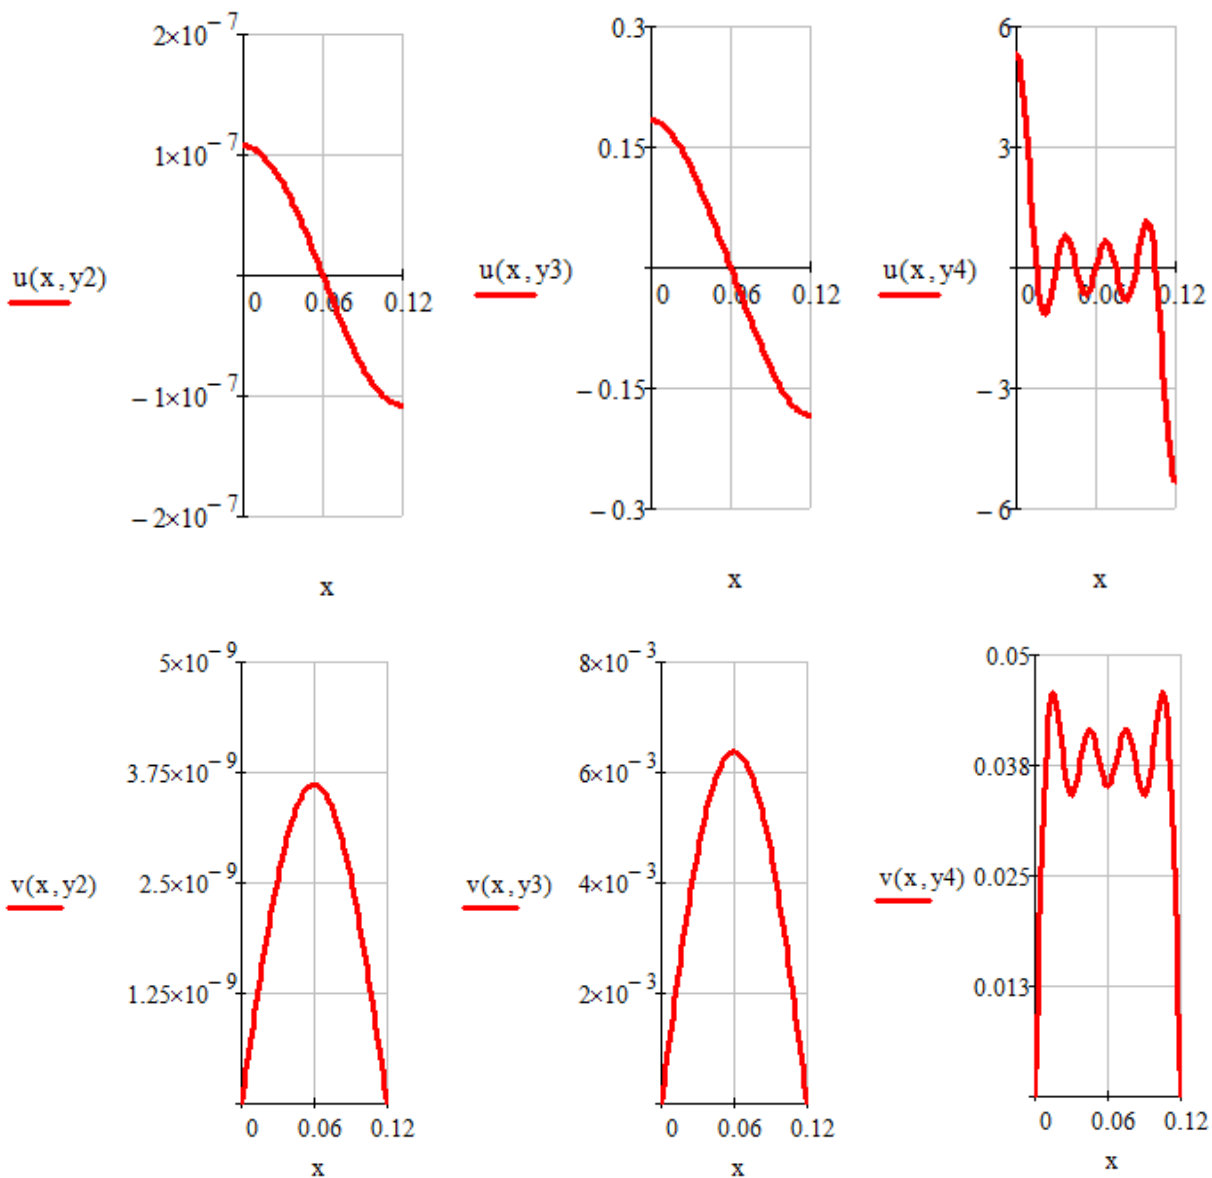 2×10⁻⁷
1×10⁻⁷
u(x,y2)
0 0.06 0.12
−1×10⁻⁷
−2×10⁻⁷
x
0.3
0.15
u(x,y3)
0 0.06 0.12
−0.15
−0.3
x
6
3
u(x,y4)
0 0.06 0.12
−3
−6
x
5×10⁻⁹
3.75×10⁻⁹
v(x,y2) 2.5×10⁻⁹
1.25×10⁻⁹
0 0.06 0.12
x
8×10⁻³
6×10⁻³
v(x,y3) 4×10⁻³
2×10⁻³
0 0.06 0.12
x
0.05
0.038
v(x,y4) 0.025
0.013
0 0.06 0.12
x